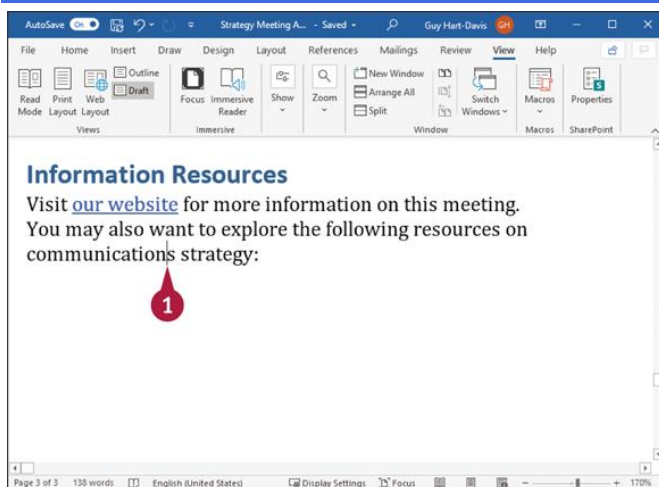 AutoSave On Strategy Meeting A... - Saved Guy Hart-Davis GH
File Home Insert Draw Design Layout References Mailings Review View Help
Read Mode
Print Layout
Web Layout
Outline
Draft
Views
Focus
Immersive Reader
Immersive
Show
Zoom
New Window
Arrange All
Split
Switch Windows
Window
Macros
Macros
Properties
SharePoint
Information Resources
Visit our website for more information on this meeting.
You may also want to explore the following resources on
communications strategy:
1
Page 3 of 3 138 words English (United States) Display Settings Focus 170%